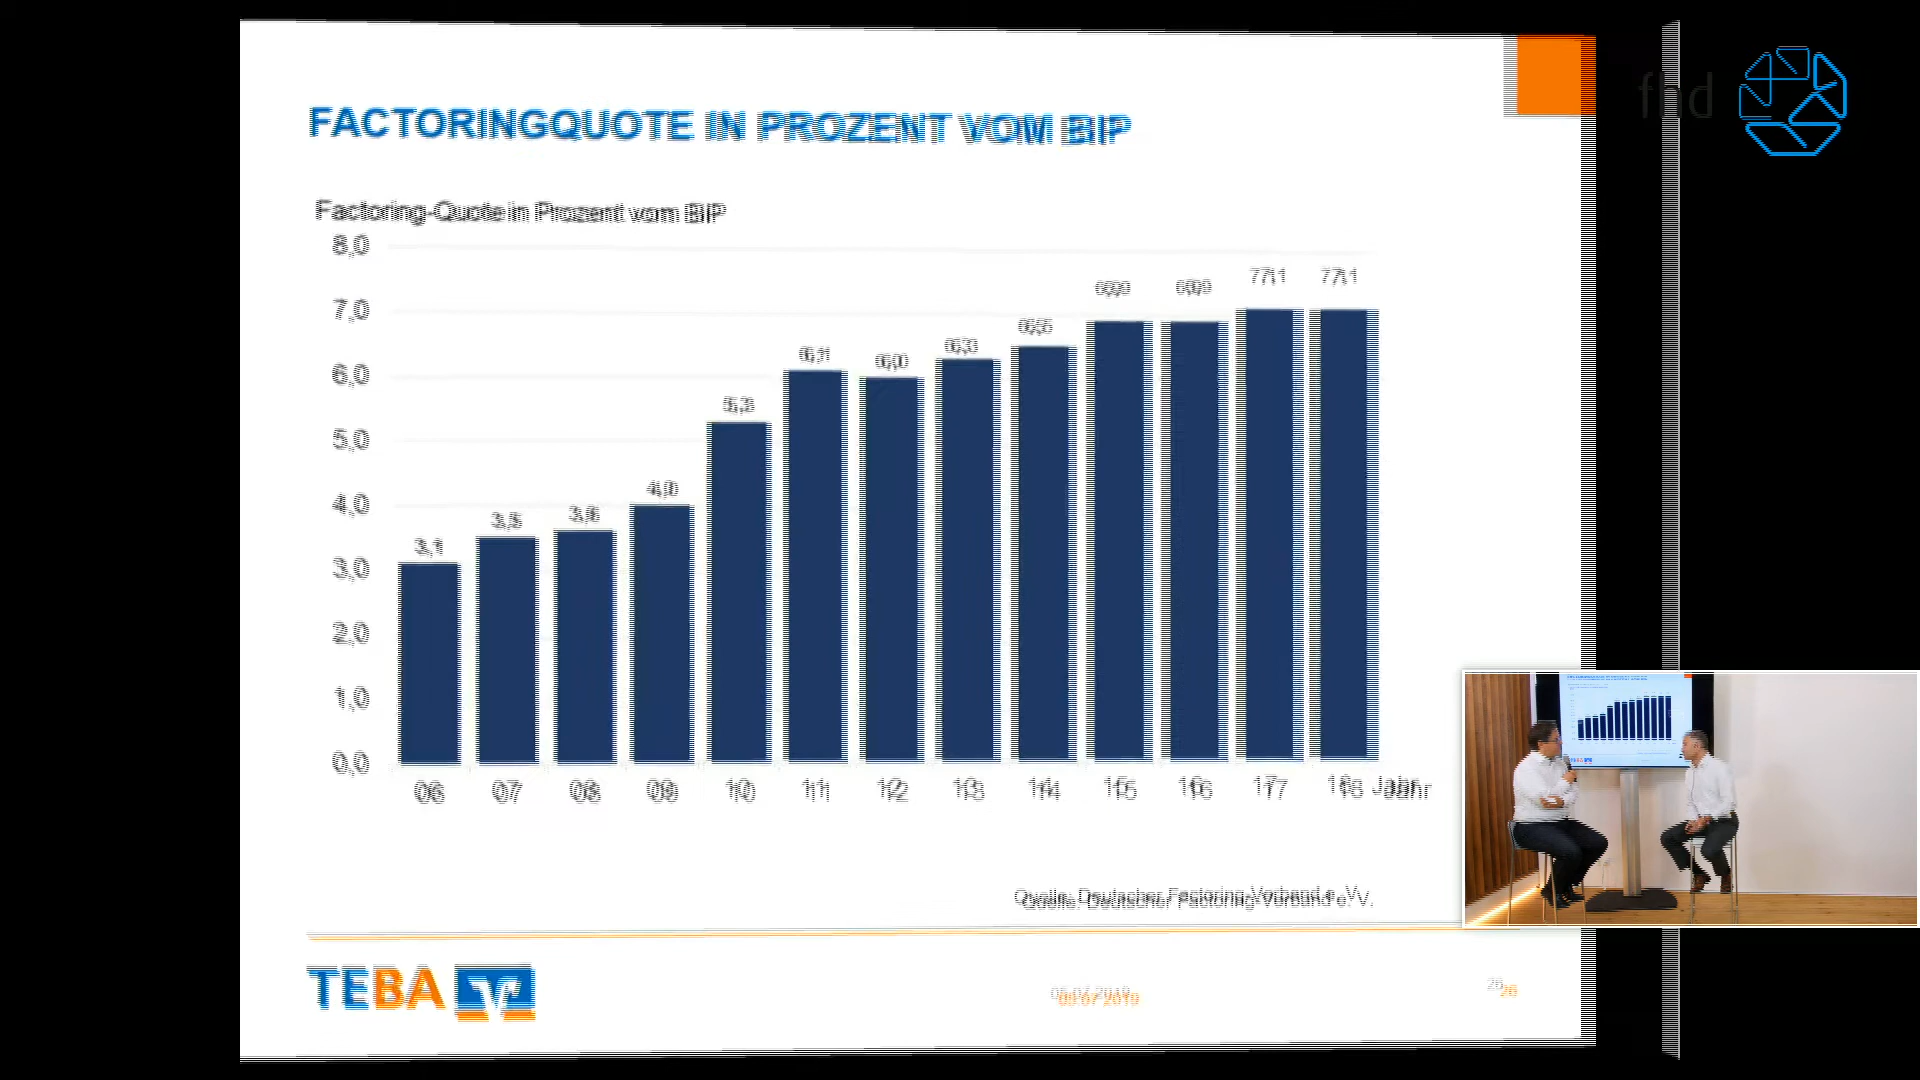 fhd
FACTORINGQUOTE IN PROZENT VOM BIP
Factoring-Quote in Prozent vom BIP
8,0
7,0
6,0
5,0
4,0
3,0
2,0
1,0
0,0
3,1 3,5 3,6 4,0 5,3 6,1 6,0 6,3 6,5 6,9 6,9 7,1 7,1
06 07 08 09 10 11 12 13 14 15 16 17 18 Jahr
Quelle: Deutscher Factoring-Verband e. V.
TEBA
26